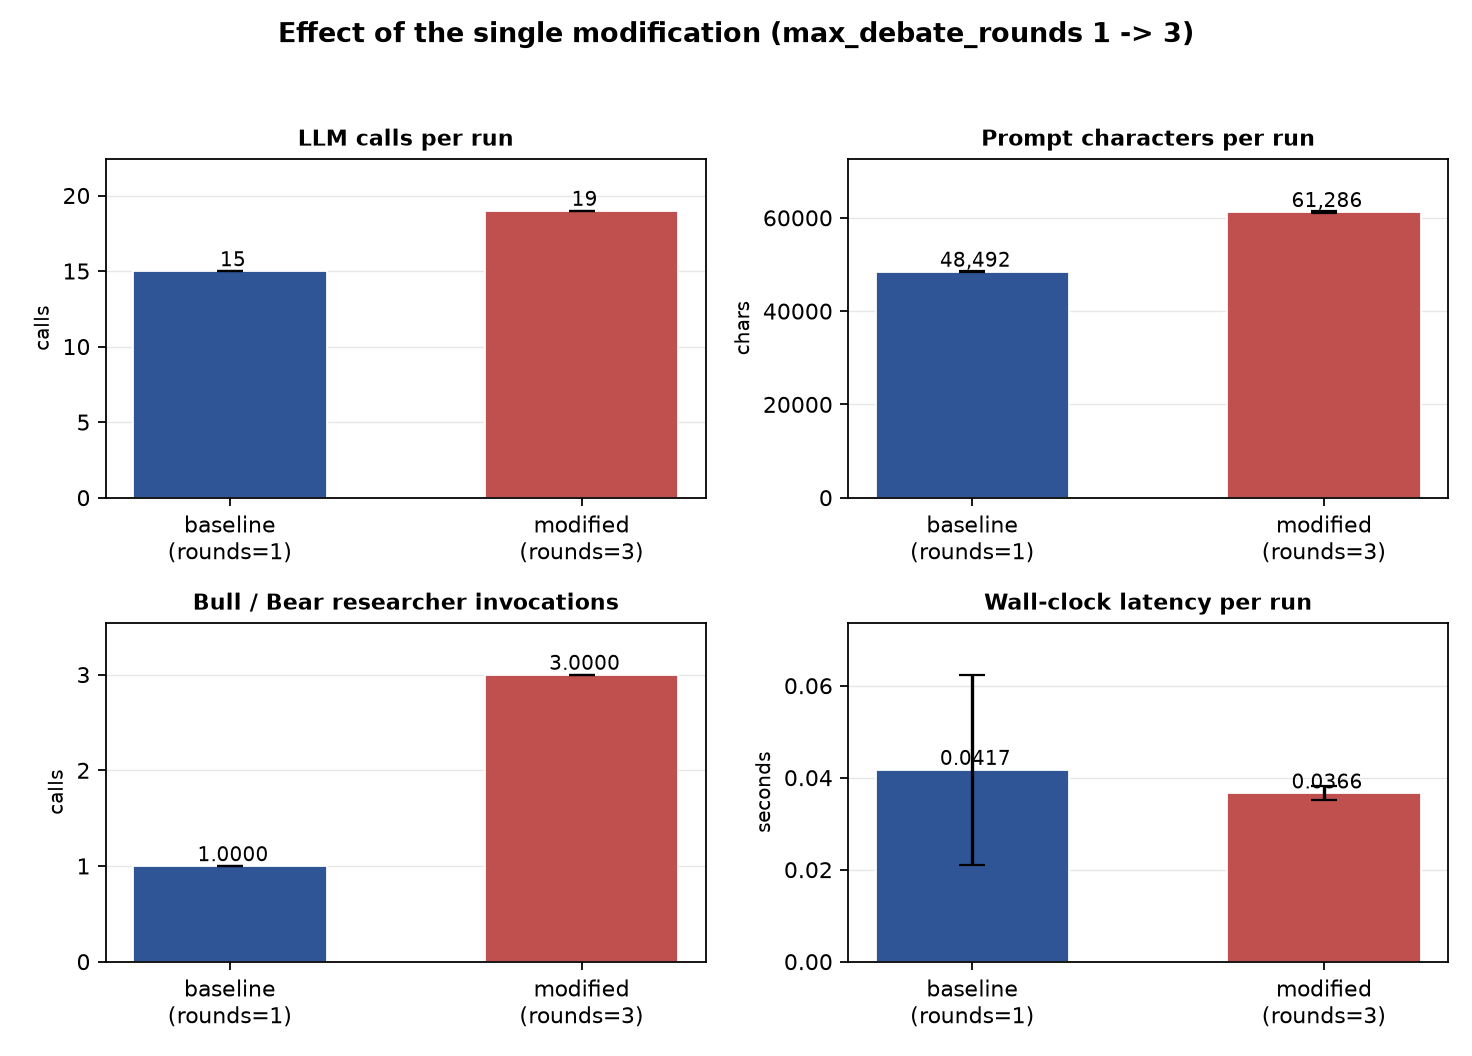 Effect of the single modification (max_debate_rounds 1 -> 3)
LLM calls per run
20
15
10
5
0
calls
15
19
baseline
(rounds=1)
modified
(rounds=3)
Prompt characters per run
60000
40000
20000
0
chars
48,492
61,286
baseline
(rounds=1)
modified
(rounds=3)
Bull / Bear researcher invocations
3
2
1
0
calls
1.0000
3.0000
baseline
(rounds=1)
modified
(rounds=3)
Wall-clock latency per run
0.06
0.04
0.02
0.00
seconds
0.0417
0.0366
baseline
(rounds=1)
modified
(rounds=3)